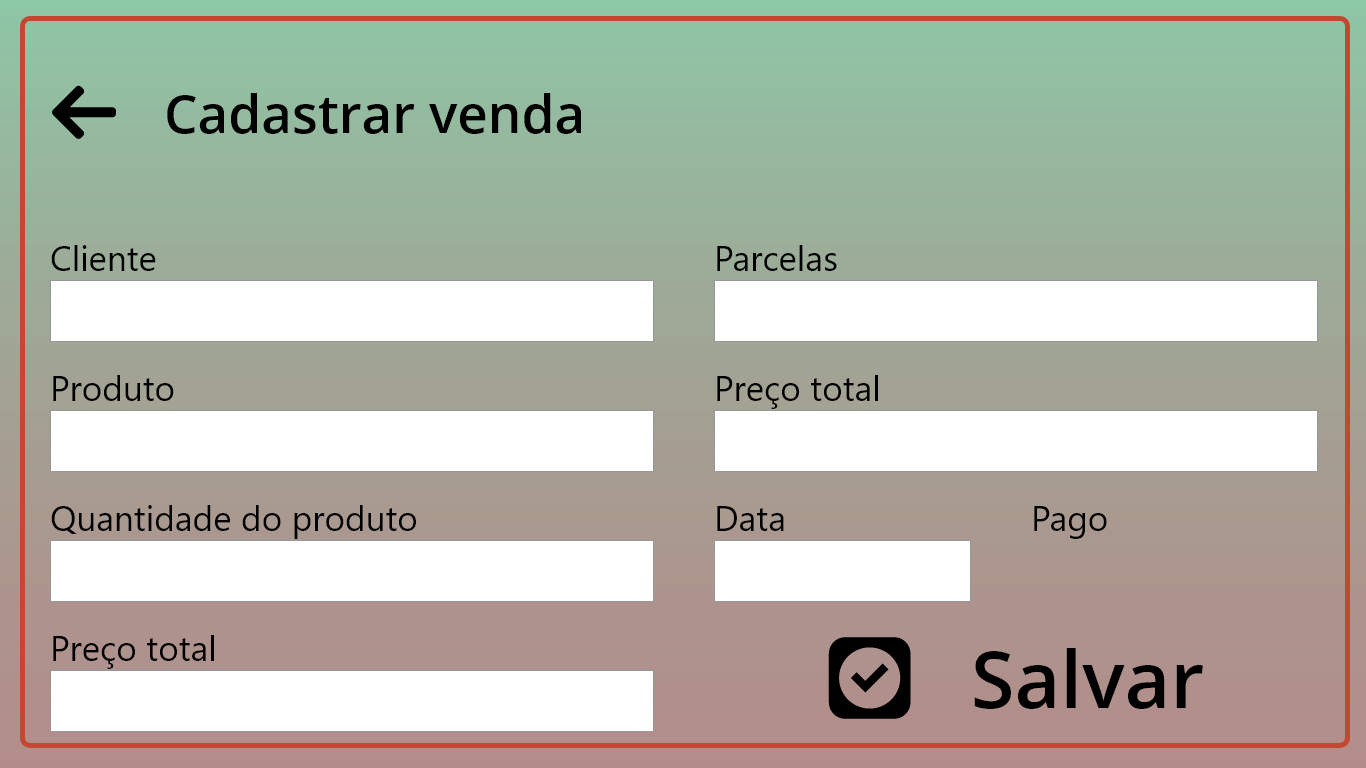 Cadastrar venda
Cliente
Parcelas
Produto
Preço total
Quantidade do produto
Data
Pago
Preço total
Salvar